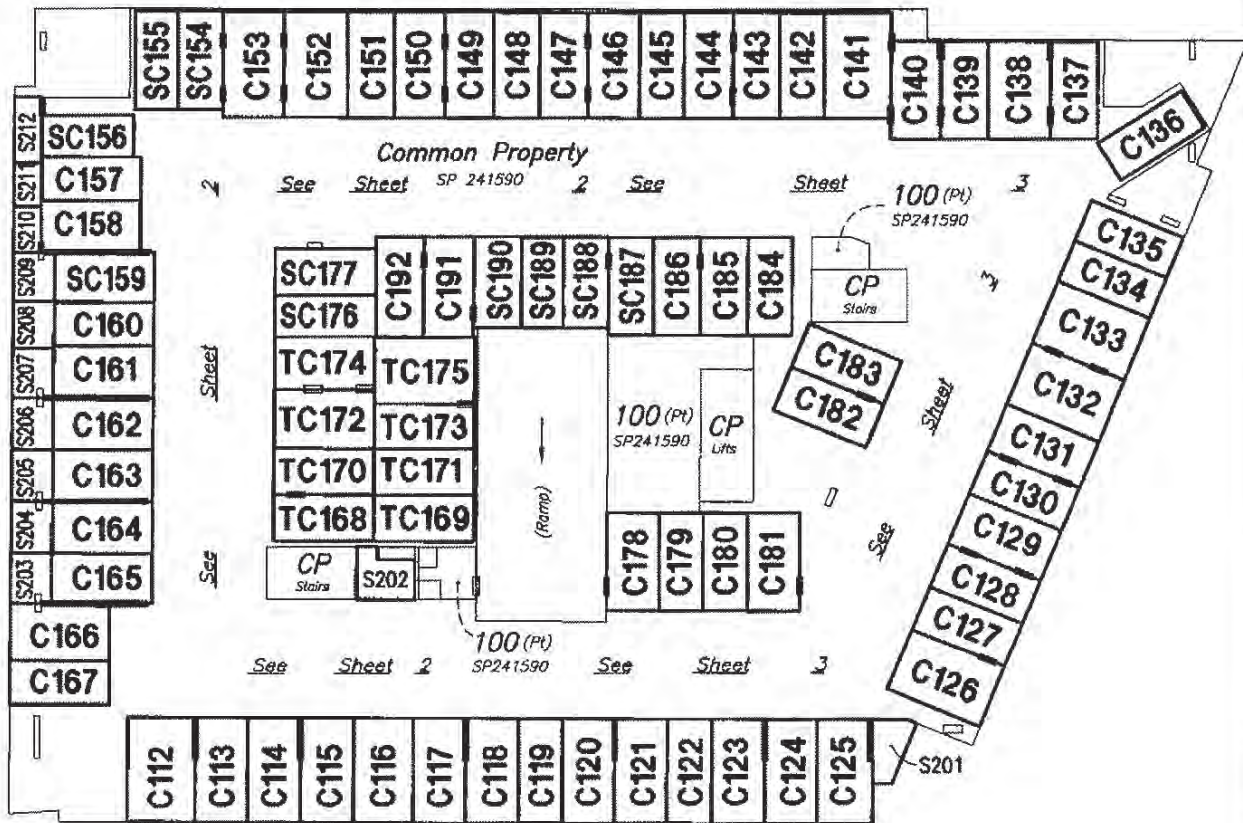 SC155
SC154
C153
C152
C151
C150
C149
C148
C147
C146
C145
C144
C143
C142
C141
C140
C139
C138
C137
C136
S212
SC156
S211
C157
S210
C158
S209
SC159
S208
C160
S207
C161
S206
C162
S205
C163
S204
C164
S203
C165
C166
C167
Common Property
SP 241590
2 See Sheet 2 See Sheet 3
100 (Pt)
SP241590
CP
Stairs
SC177
SC176
C192
C191
SC190
SC189
SC188
SC187
C186
C185
C184
TC174
TC175
TC172
TC173
TC170
TC171
TC168
TC169
Sheet
See
(Ramp)
100 (Pt)
SP241590
CP
Lifts
C183
C182
3
Sheet
See
C135
C134
C133
C132
C131
C130
C129
C128
C127
C126
C178
C179
C180
C181
CP
Stairs
S202
100 (Pt)
SP241590
See Sheet 2
See Sheet 3
C112
C113
C114
C115
C116
C117
C118
C119
C120
C121
C122
C123
C124
C125
S201